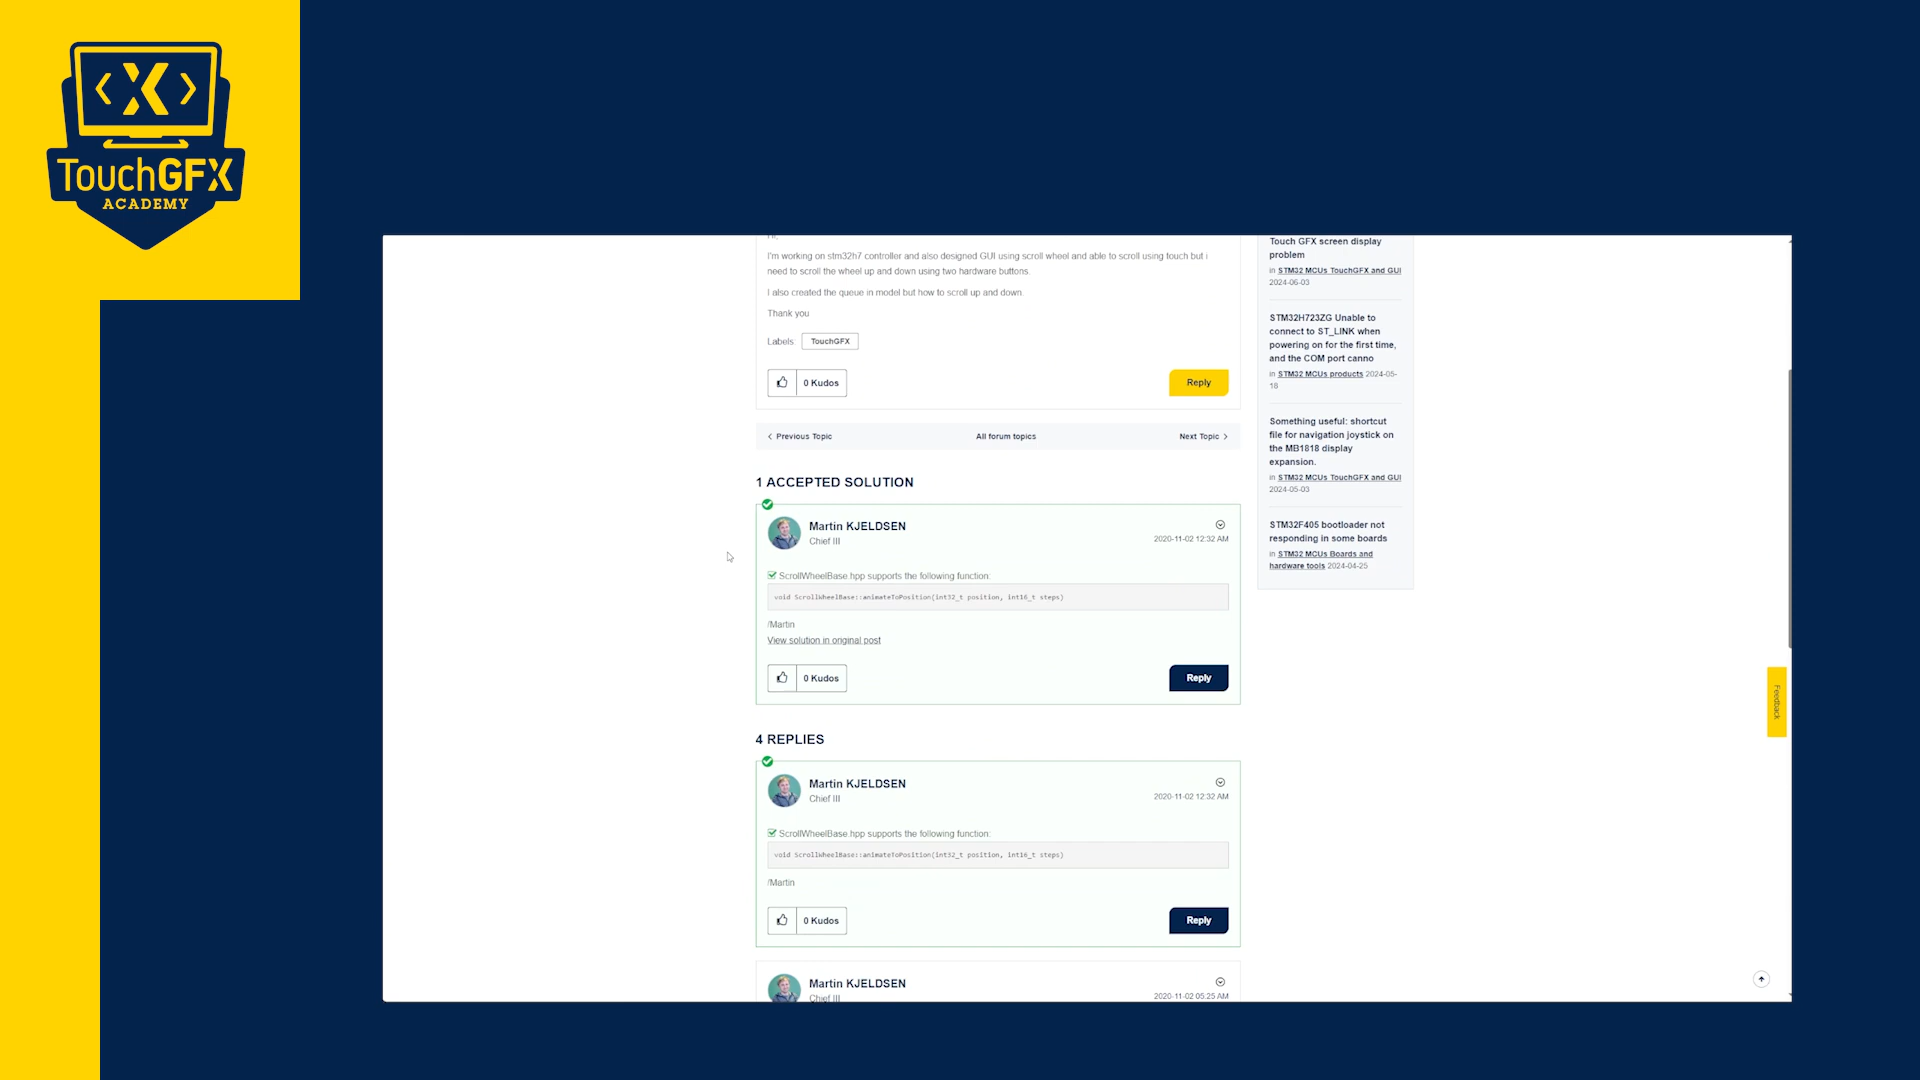 TouchGFX
ACADEMY
Hi,
I'm working on stm32h7 controller and also designed GUI using scroll wheel and able to scroll using touch but i
need to scroll the wheel up and down using two hardware buttons.
I also created the queue in model but how to scroll up and down.
Thank you
Labels: TouchGFX
0 Kudos
Reply
Previous Topic
All forum topics
Next Topic
1 ACCEPTED SOLUTION
Martin KJELDSEN
Chief III
2020-11-02 12:32 AM
ScrollWheelBase.hpp supports the following function:
void ScrollWheelBase::animateToPosition(int32_t position, int16_t steps)
/Martin
View solution in original post
0 Kudos
Reply
4 REPLIES
Martin KJELDSEN
Chief III
2020-11-02 12:32 AM
ScrollWheelBase.hpp supports the following function:
void ScrollWheelBase::animateToPosition(int32_t position, int16_t steps)
/Martin
0 Kudos
Reply
Martin KJELDSEN
Chief III
2020-11-02 05:25 AM
Touch GFX screen display
problem
in STM32 MCUs TouchGFX and GUI
2024-06-03
STM32H723ZG Unable to
connect to ST_LINK when
powering on for the first time,
and the COM port canno
in STM32 MCUs products 2024-05-
18
Something useful: shortcut
file for navigation joystick on
the MB1818 display
expansion.
in STM32 MCUs TouchGFX and GUI
2024-05-03
STM32F405 bootloader not
responding in some boards
in STM32 MCUs Boards and
hardware tools 2024-04-25
Feedback